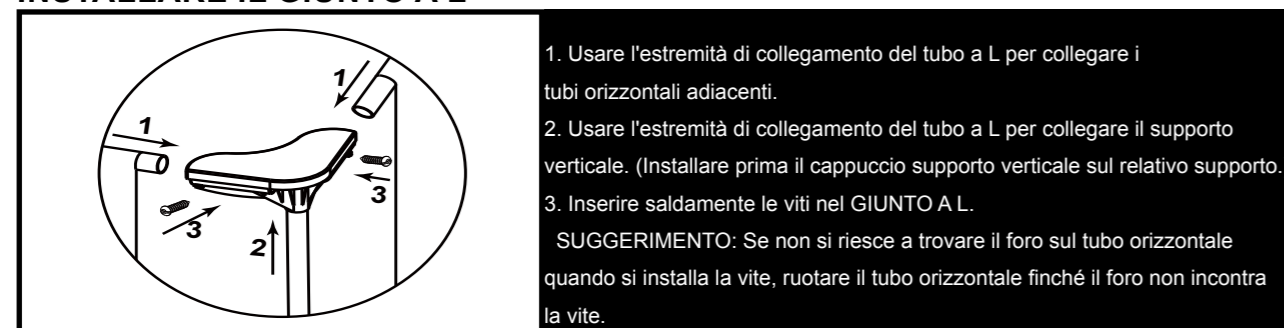 INSTALLARE IL GIUNTO A L
1. Usare l'estremità di collegamento del tubo a L per collegare i
tubi orizzontali adiacenti.
2. Usare l'estremità di collegamento del tubo a L per collegare il supporto
verticale. (Installare prima il cappuccio supporto verticale sul relativo supporto.
3. Inserire saldamente le viti nel GIUNTO A L.
SUGGERIMENTO: Se non si riesce a trovare il foro sul tubo orizzontale
quando si installa la vite, ruotare il tubo orizzontale finché il foro non incontra
la vite.
1
1
3
3
2